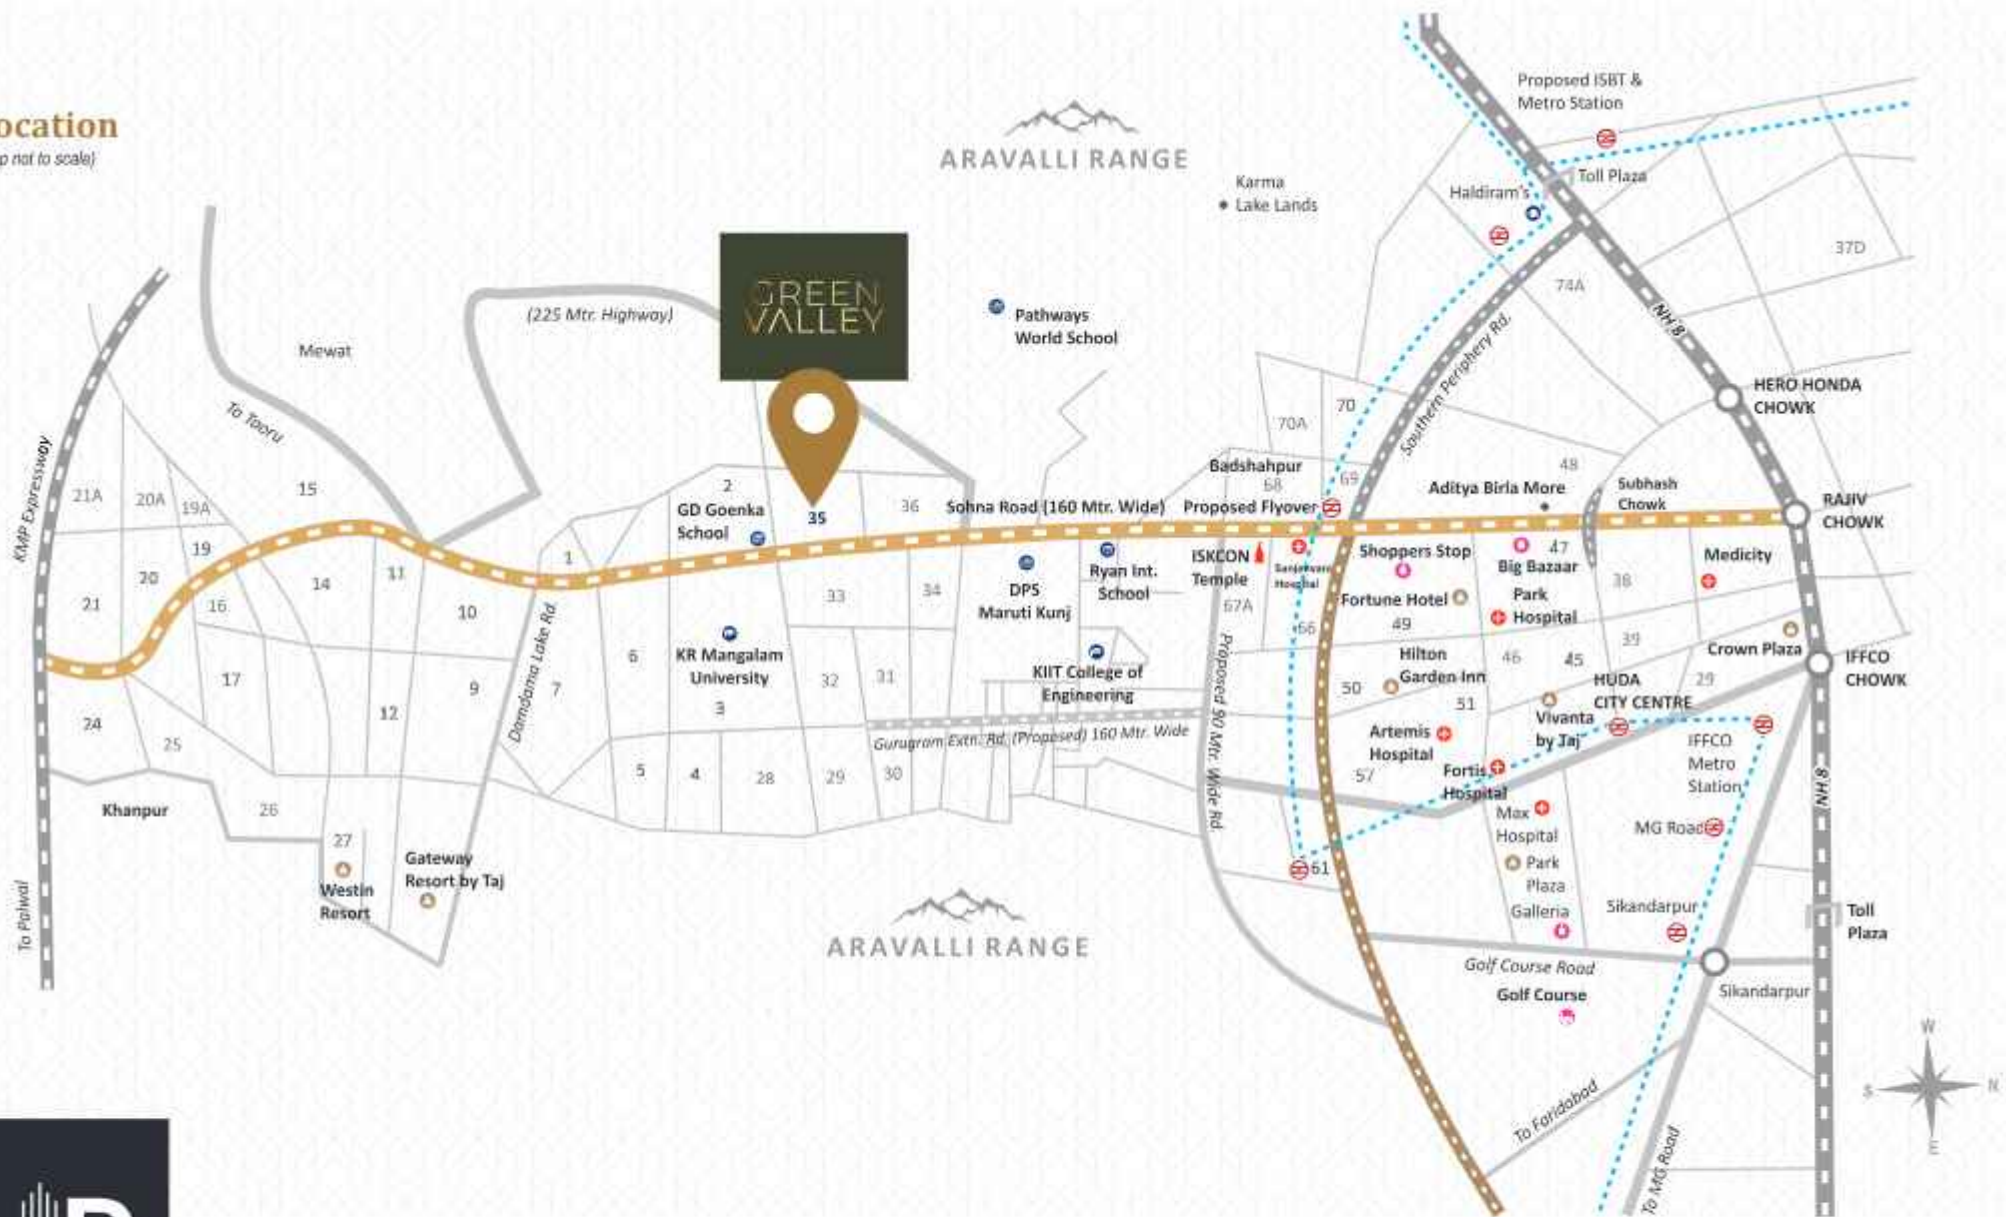 ocation
p not to scale)
Proposed ISBT &
Metro Station
ARAVALLI RANGE
Toll Plaza
Karma
Lake Lands
Haldiram's
37D
74A
GREEN
VALLEY
(225 Mtr. Highway)
Pathways
World School
NH 8
Mewat
Southern Periphery Rd.
HERO HONDA
CHOWK
To Taoru
70
70A
KMP Expressway
Badshahpur
68
69
48
Aditya Birla More
Subhash
Chowk
21A
20A
19A
15
2
GD Goenka
School
35
36
Sohna Road (160 Mtr. Wide)
Proposed Flyover
RAJIV
CHOWK
19
20
21
16
14
11
10
1
33
34
DPS
Maruti Kunj
Ryan Int.
School
ISKCON
Temple
Hospital
Shoppers Stop
Big Bazaar
47
Medicity
38
Fortune Hotel
Park
Hospital
67A
66
49
39
Crown Plaza
IFFCO
CHOWK
17
12
9
Damdama Lake Rd.
7
6
KR Mangalam
University
3
32
31
KIIT College of
Engineering
Proposed 90 Mtr. Wide Rd.
Hilton
Garden Inn
50
51
46
45
29
HUDA
CITY CENTRE
24
25
Gurugram Extn. Rd. (Proposed) 160 Mtr. Wide
Artemis
Hospital
Vivanta
by Taj
IFFCO
Metro
Station
5
4
28
29
30
57
Fortis
Hospital
NH 8
Khanpur
26
27
Max
Hospital
MG Road
Gateway
Resort by Taj
Westin
Resort
61
Park
Plaza
Galleria
Sikandarpur
Toll
Plaza
To Palwal
ARAVALLI RANGE
Golf Course Road
Golf Course
Sikandarpur
W
S
N
E
To Faridabad
To MG Road